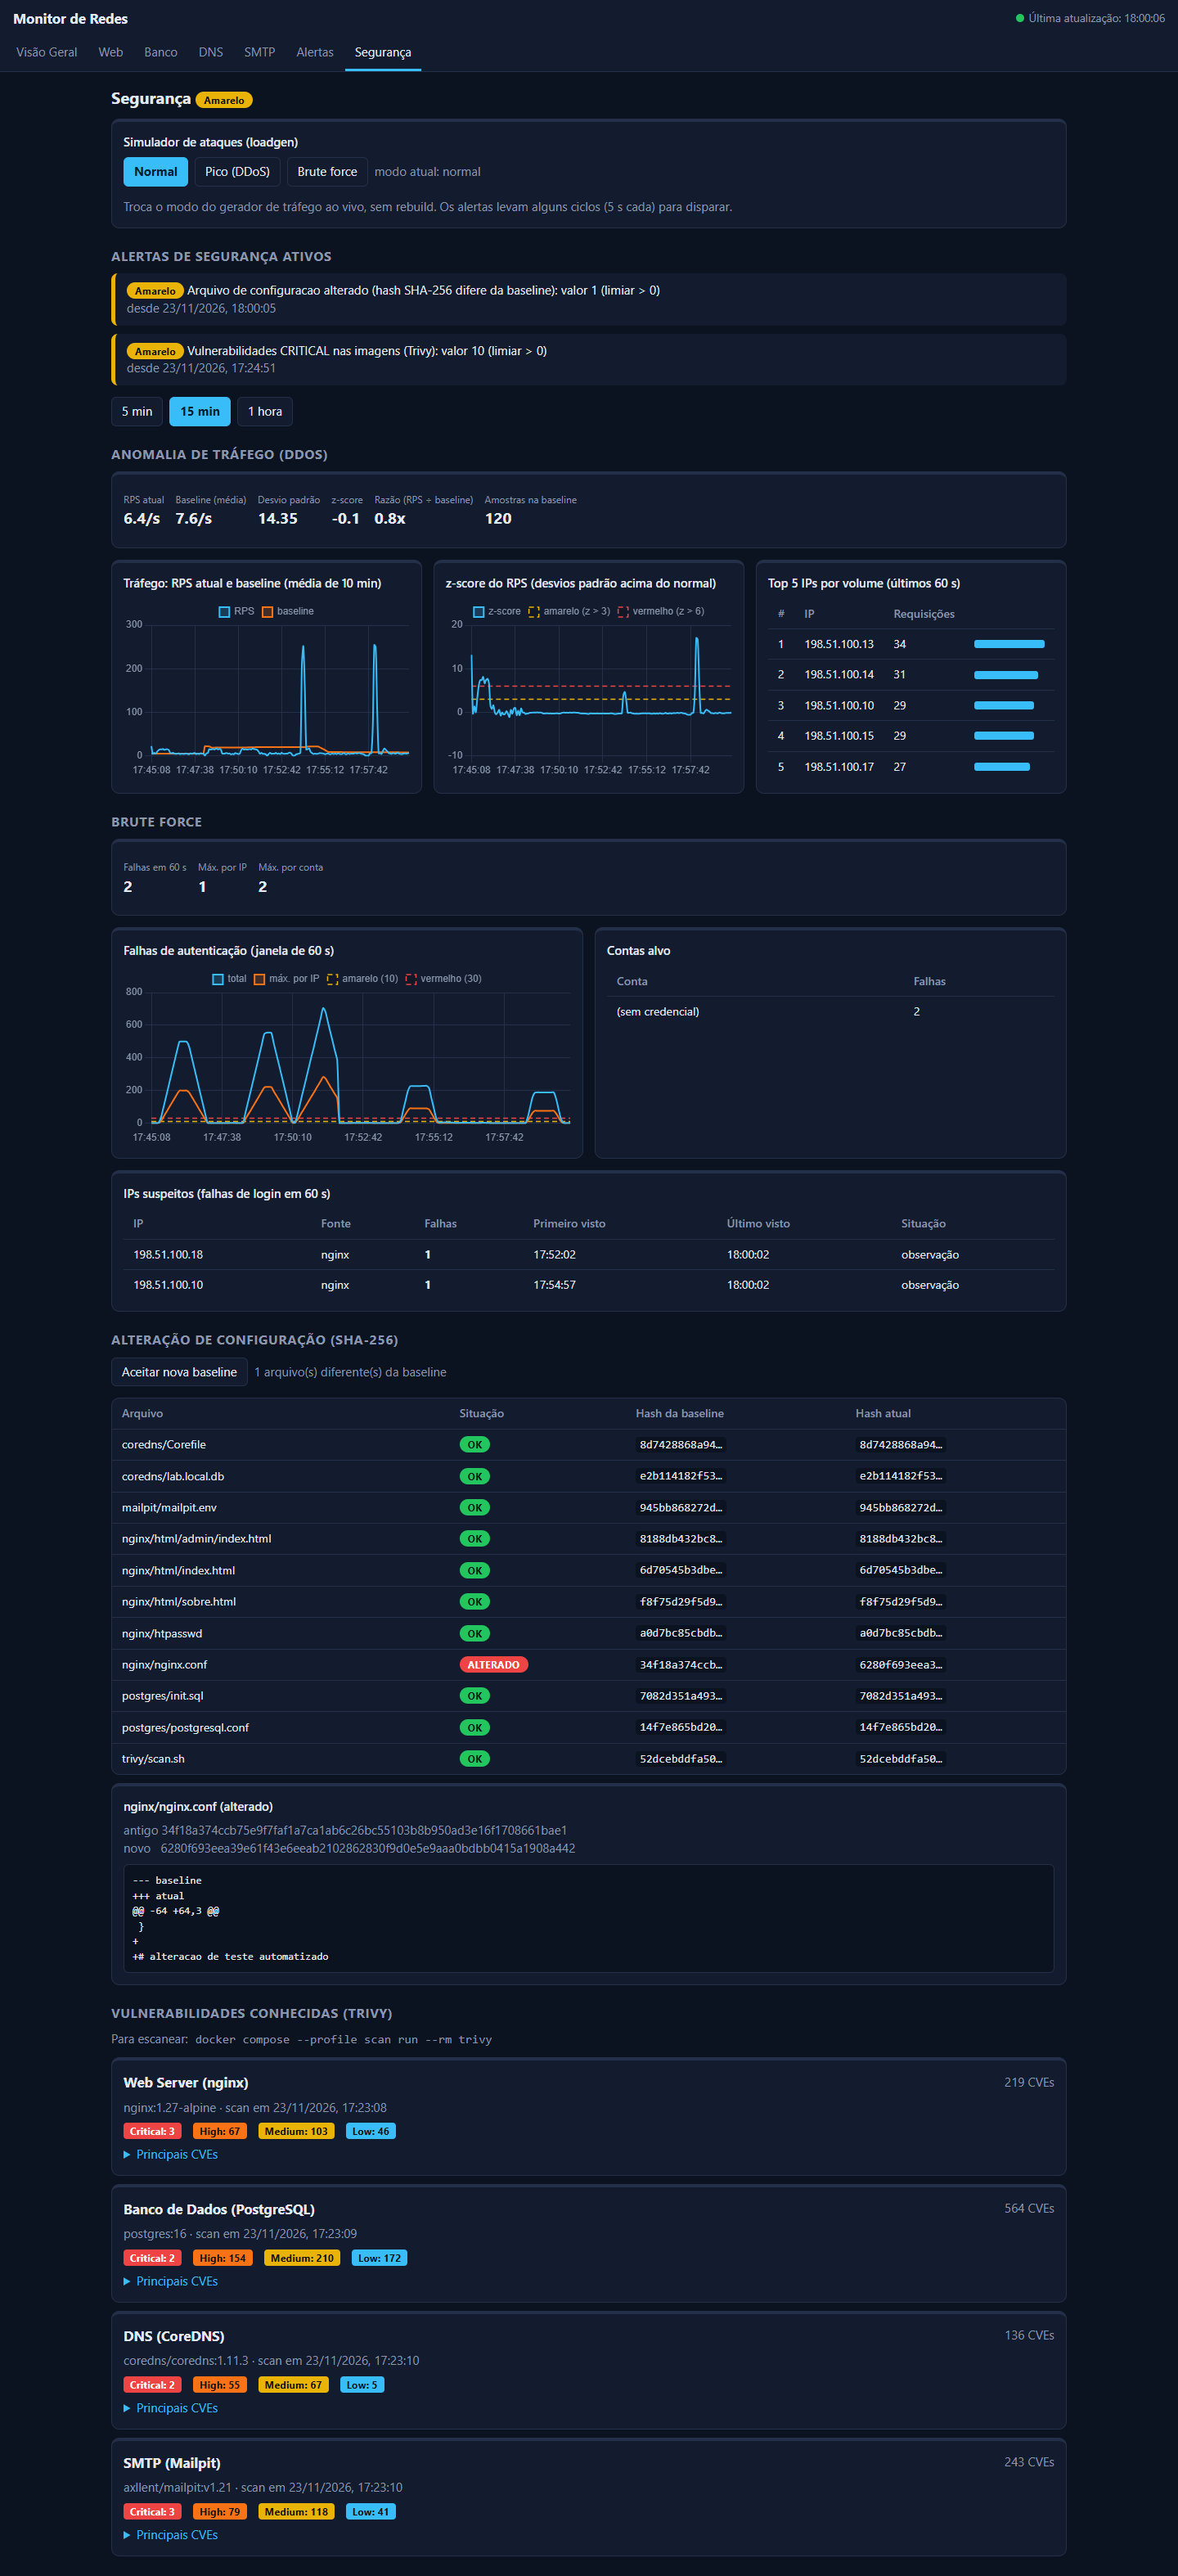 Monitor de Redes
Última atualização: 18:00:06
Visão Geral Web Banco DNS SMTP Alertas Segurança
Segurança Amarelo
Simulador de ataques (loadgen)
Normal Pico (DDoS) Brute force modo atual: normal
Troca o modo do gerador de tráfego ao vivo, sem rebuild. Os alertas levam alguns ciclos (5 s cada) para disparar.
ALERTAS DE SEGURANÇA ATIVOS
Amarelo Arquivo de configuracao alterado (hash SHA-256 difere da baseline): valor 1 (limiar > 0)
desde 23/11/2026, 18:00:05
Amarelo Vulnerabilidades CRITICAL nas imagens (Trivy): valor 10 (limiar > 0)
desde 23/11/2026, 17:24:51
5 min 15 min 1 hora
ANOMALIA DE TRÁFEGO (DDOS)
RPS atual Baseline (média) Desvio padrão z-score Razão (RPS ÷ baseline) Amostras na baseline
6.4/s 7.6/s 14.35 -0.1 0.8x 120
Tráfego: RPS atual e baseline (média de 10 min)
RPS baseline
300
200
100
0
17:45:08 17:47:38 17:50:10 17:52:42 17:55:12 17:57:42
z-score do RPS (desvios padrão acima do normal)
z-score amarelo (z > 3) vermelho (z > 6)
20
10
0
-10
17:45:08 17:47:38 17:50:10 17:52:42 17:55:12 17:57:42
Top 5 IPs por volume (últimos 60 s)
# IP Requisições
1 198.51.100.13 34
2 198.51.100.14 31
3 198.51.100.10 29
4 198.51.100.15 29
5 198.51.100.17 27
BRUTE FORCE
Falhas em 60 s Máx. por IP Máx. por conta
2 1 2
Falhas de autenticação (janela de 60 s)
total máx. por IP amarelo (10) vermelho (30)
800
600
400
200
0
17:45:08 17:47:38 17:50:10 17:52:42 17:55:12 17:57:42
Contas alvo
Conta Falhas
(sem credencial) 2
IPs suspeitos (falhas de login em 60 s)
IP Fonte Falhas Primeiro visto Último visto Situação
198.51.100.18 nginx 1 17:52:02 18:00:02 observação
198.51.100.10 nginx 1 17:54:57 18:00:02 observação
ALTERAÇÃO DE CONFIGURAÇÃO (SHA-256)
Aceitar nova baseline 1 arquivo(s) diferente(s) da baseline
Arquivo Situação Hash da baseline Hash atual
coredns/Corefile OK 8d7428868a94… 8d7428868a94…
coredns/lab.local.db OK e2b114182f53… e2b114182f53…
mailpit/mailpit.env OK 945bb868272d… 945bb868272d…
nginx/html/admin/index.html OK 8188db432bc8… 8188db432bc8…
nginx/html/index.html OK 6d70545b3dbe… 6d70545b3dbe…
nginx/html/sobre.html OK f8f75d29f5d9… f8f75d29f5d9…
nginx/htpasswd OK a0d7bc85cbdb… a0d7bc85cbdb…
nginx/nginx.conf ALTERADO 34f18a374ccb… 6280f693eea3…
postgres/init.sql OK 7082d351a493… 7082d351a493…
postgres/postgresql.conf OK 14f7e865bd20… 14f7e865bd20…
trivy/scan.sh OK 52dcebddfa50… 52dcebddfa50…
nginx/nginx.conf (alterado)
antigo 34f18a374ccb75e9f7faf1a7ca1ab6c26bc55103b8b950ad3e16f1708661bae1
novo 6280f693eea39e61f43e6eeab2102862830f9d0e5e9aaa0bdbb0415a1908a442
--- baseline
+++ atual
@@ -64 +64,3 @@
 }
+
+# alteracao de teste automatizado
VULNERABILIDADES CONHECIDAS (TRIVY)
Para escanear: docker compose --profile scan run --rm trivy
Web Server (nginx) 219 CVEs
nginx:1.27-alpine · scan em 23/11/2026, 17:23:08
Critical: 3 High: 67 Medium: 103 Low: 46
Principais CVEs
Banco de Dados (PostgreSQL) 564 CVEs
postgres:16 · scan em 23/11/2026, 17:23:09
Critical: 2 High: 154 Medium: 210 Low: 172
Principais CVEs
DNS (CoreDNS) 136 CVEs
coredns/coredns:1.11.3 · scan em 23/11/2026, 17:23:10
Critical: 2 High: 55 Medium: 67 Low: 5
Principais CVEs
SMTP (Mailpit) 243 CVEs
axllent/mailpit:v1.21 · scan em 23/11/2026, 17:23:10
Critical: 3 High: 79 Medium: 118 Low: 41
Principais CVEs